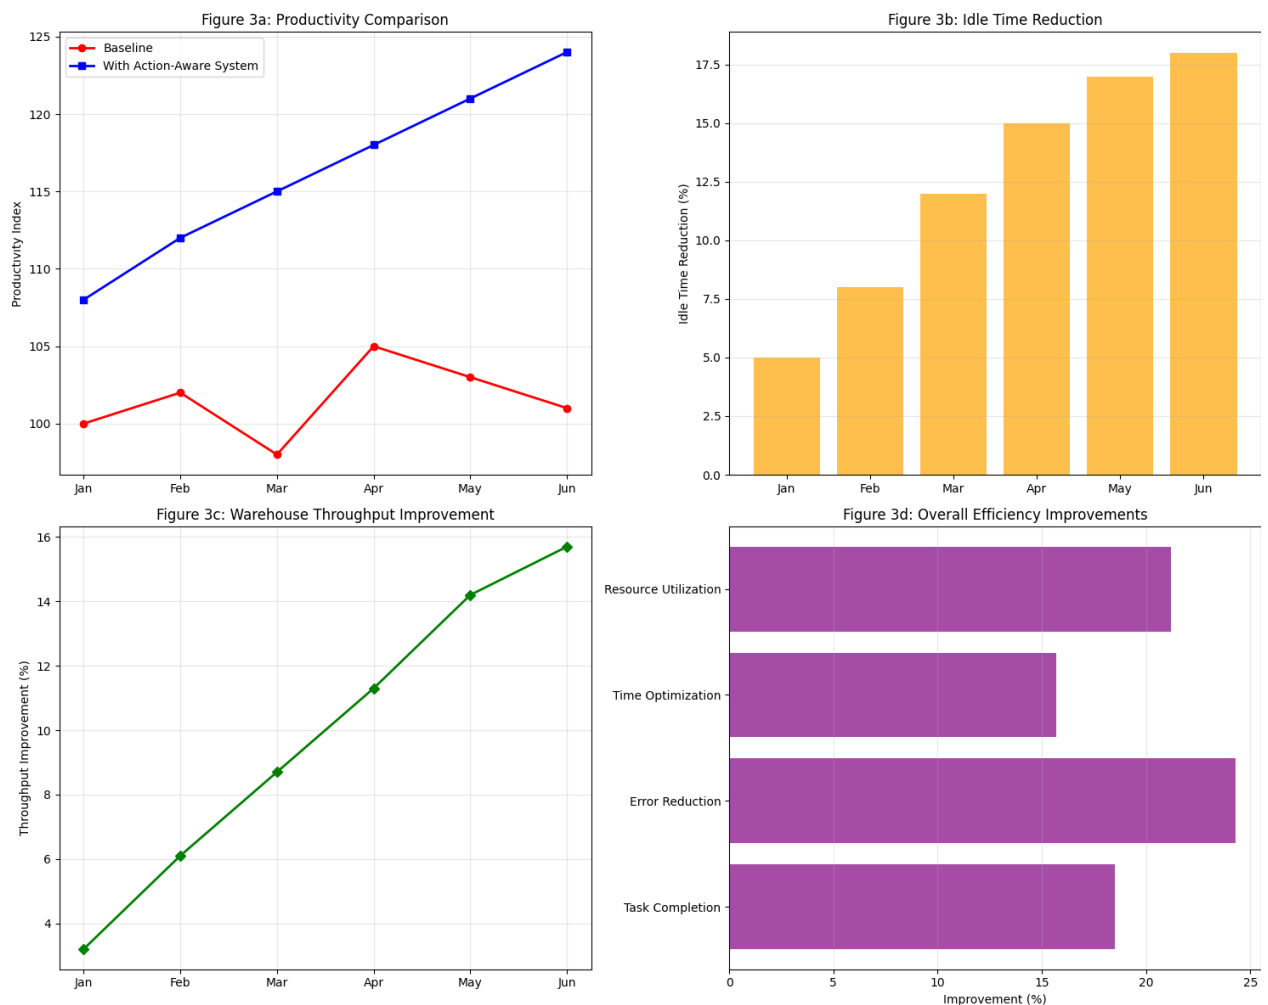 Figure 3a: Productivity Comparison
Baseline
With Action-Aware System
Productivity Index
125
120
115
110
105
100
Jan Feb Mar Apr May Jun
Figure 3b: Idle Time Reduction
Idle Time Reduction (%)
17.5
15.0
12.5
10.0
7.5
5.0
2.5
0.0
Jan Feb Mar Apr May Jun
Figure 3c: Warehouse Throughput Improvement
Throughput Improvement (%)
16
14
12
10
8
6
4
Jan Feb Mar Apr May Jun
Figure 3d: Overall Efficiency Improvements
Resource Utilization
Time Optimization
Error Reduction
Task Completion
0 5 10 15 20 25
Improvement (%)